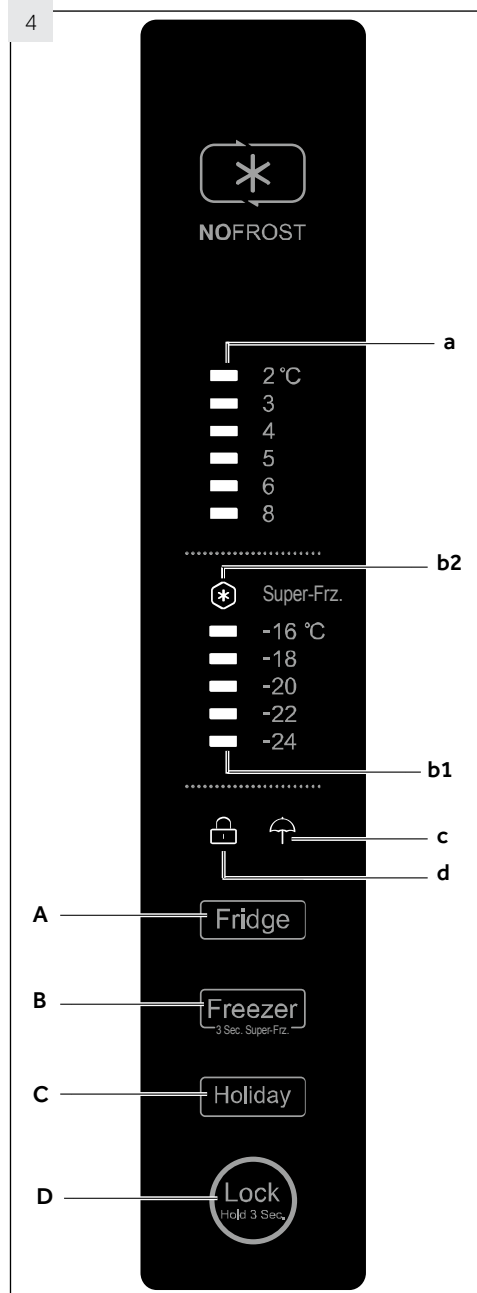 4
NOFROST
a
2 °C
3
4
5
6
8
b2
Super-Frz.
-16 °C
-18
-20
-22
-24
b1
c
d
A
Fridge
B
Freezer
3 Sec. Super-Frz.
C
Holiday
D
Lock
Hold 3 Sec.